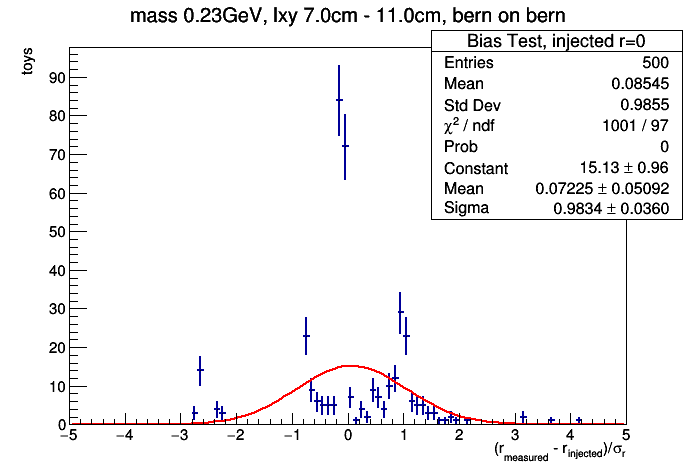 mass 0.23GeV, lxy 7.0cm - 11.0cm, bern on bern
toys
Bias Test, injected r=0
Entries 500
Mean 0.08545
Std Dev 0.9855
χ² / ndf 1001 / 97
Prob 0
Constant 15.13 ± 0.96
Mean 0.07225 ± 0.05092
Sigma 0.9834 ± 0.0360
90
80
70
60
50
40
30
20
10
0
−5 −4 −3 −2 −1 0 1 2 3 4 5
(r_measured - r_injected)/σ_r